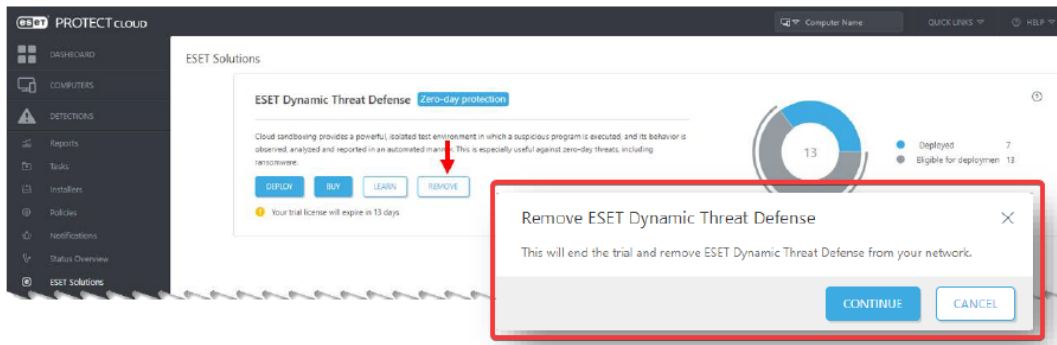 eseT PROTECT CLOUD
Computer Name
QUICK LINKS
HELP
DASHBOARD
COMPUTERS
DETECTIONS
Reports
Tasks
Installers
Policies
Notifications
Status Overview
ESET Solutions
ESET Solutions
ESET Dynamic Threat Defense Zero-day protection
Cloud sandboxing provides a powerful, isolated test environment in which a suspicious program is executed, and its behavior is
observed, analyzed and reported in an automated manner. This is especially useful against zero-day threats, including
ransomware.
DEPLOY BUY LEARN REMOVE
Your trial license will expire in 13 days
13
Deployed 7
Eligible for deploymen 13
Remove ESET Dynamic Threat Defense
This will end the trial and remove ESET Dynamic Threat Defense from your network.
CONTINUE CANCEL